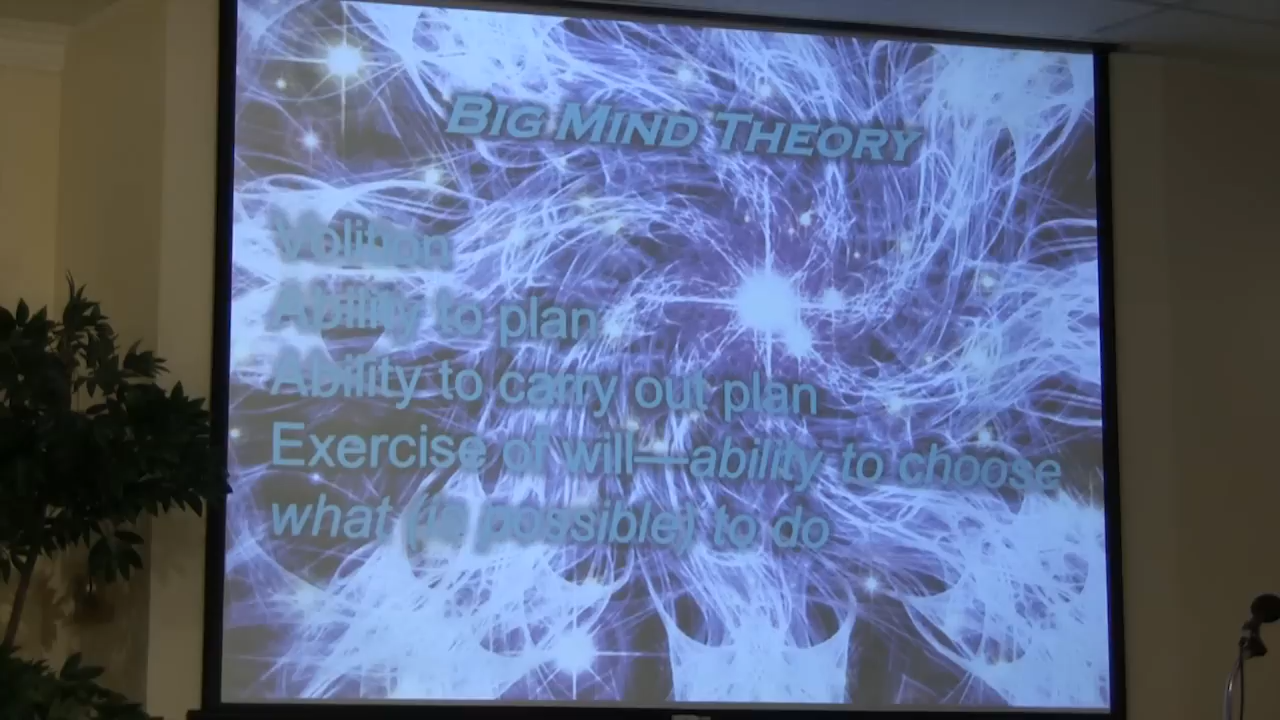 BIG MIND THEORY
Volition
Ability to plan
Ability to carry out plan
Exercise of will—ability to choose
what (is possible) to do